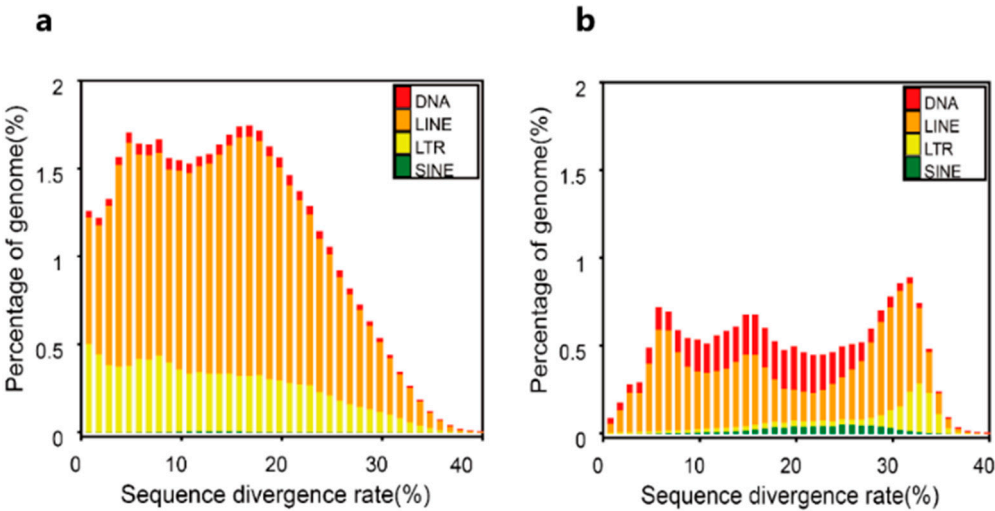 a
b
2
1.5
1
0.5
0
Percentage of genome(%)
DNA
LINE
LTR
SINE
0 10 20 30 40
Sequence divergence rate(%)
2
1.5
1
0.5
0
Percentage of genome(%)
DNA
LINE
LTR
SINE
0 10 20 30 40
Sequence divergence rate(%)